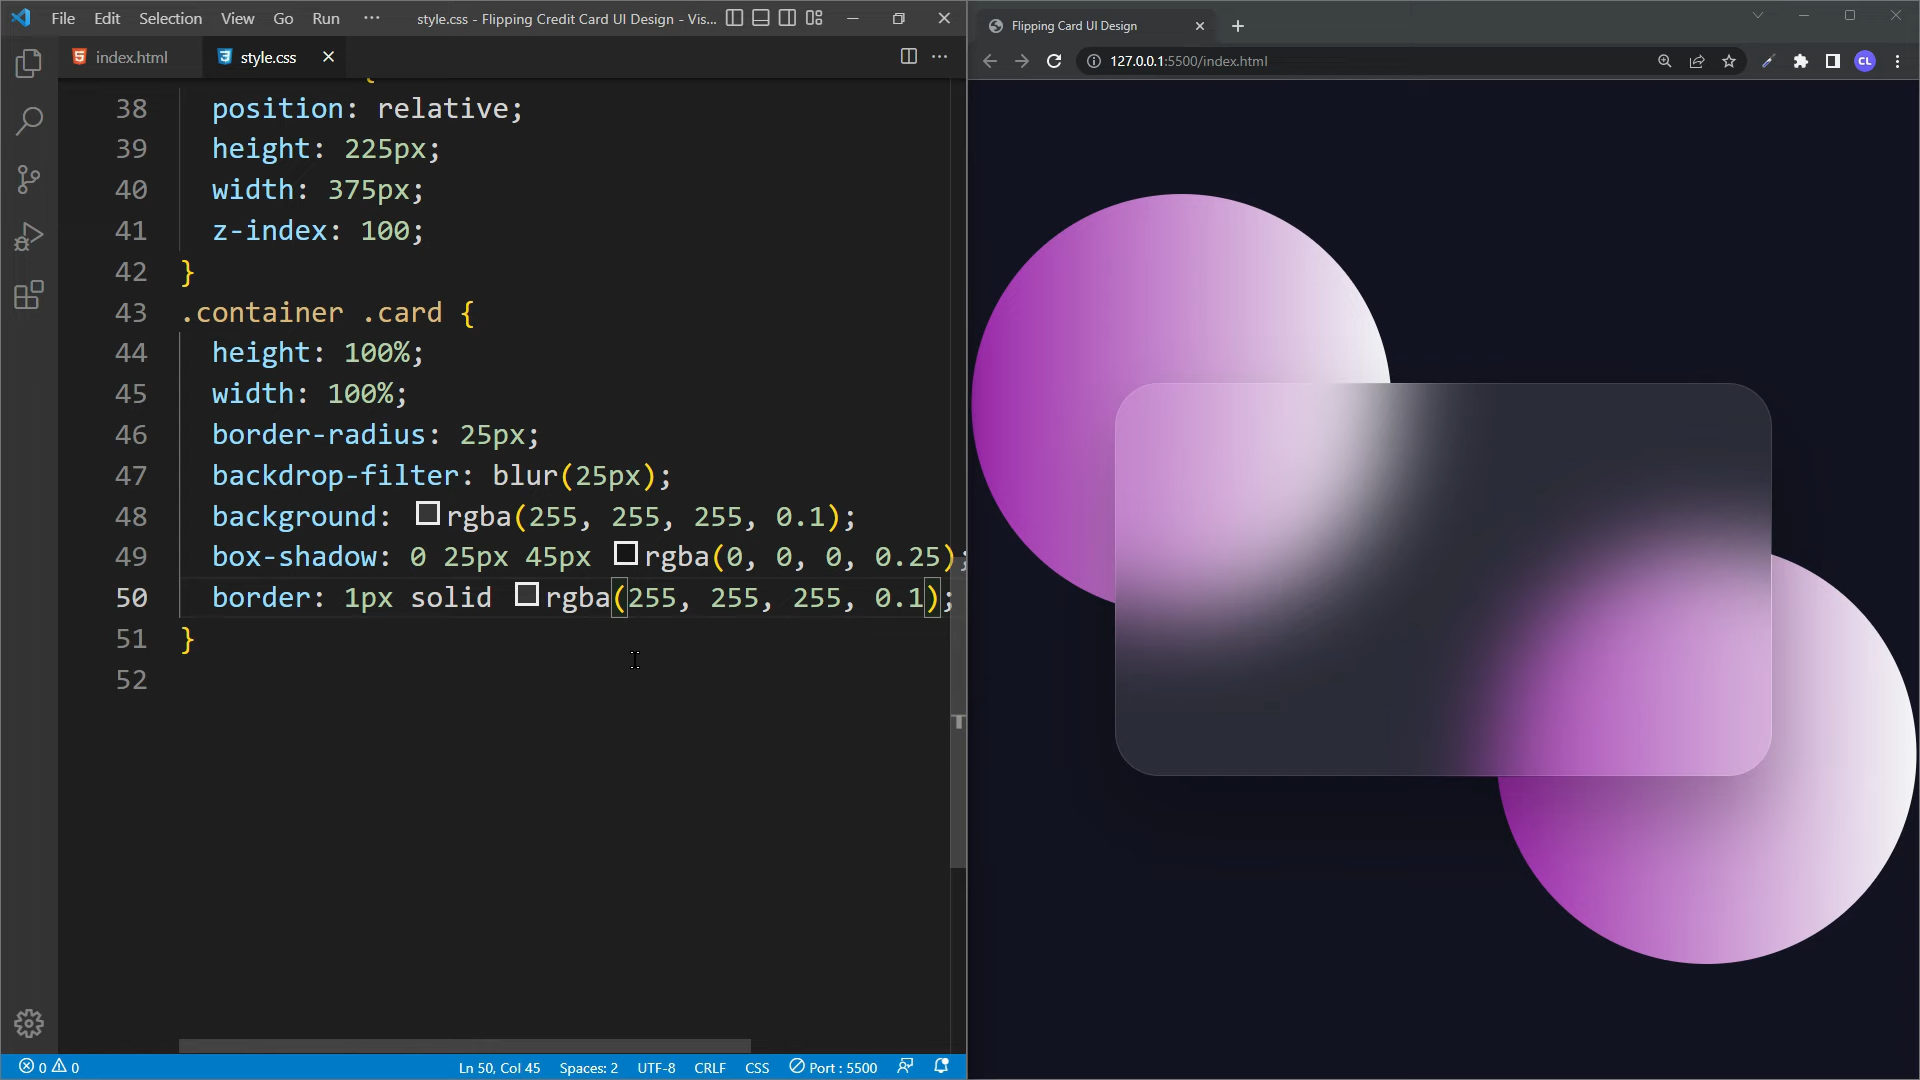 File Edit Selection View Go Run ··· style.css - Flipping Credit Card UI Design - Vis...
Flipping Card UI Design
index.html style.css
127.0.0.1:5500/index.html
CL
{
38 position: relative;
39 height: 225px;
40 width: 375px;
41 z-index: 100;
42 }
43 .container .card {
44 height: 100%;
45 width: 100%;
46 border-radius: 25px;
47 backdrop-filter: blur(25px);
48 background: rgba(255, 255, 255, 0.1);
49 box-shadow: 0 25px 45px rgba(0, 0, 0, 0.25);
50 border: 1px solid rgba(255, 255, 255, 0.1);
51 }
52
0 0 Ln 50, Col 45 Spaces: 2 UTF-8 CRLF CSS Port : 5500